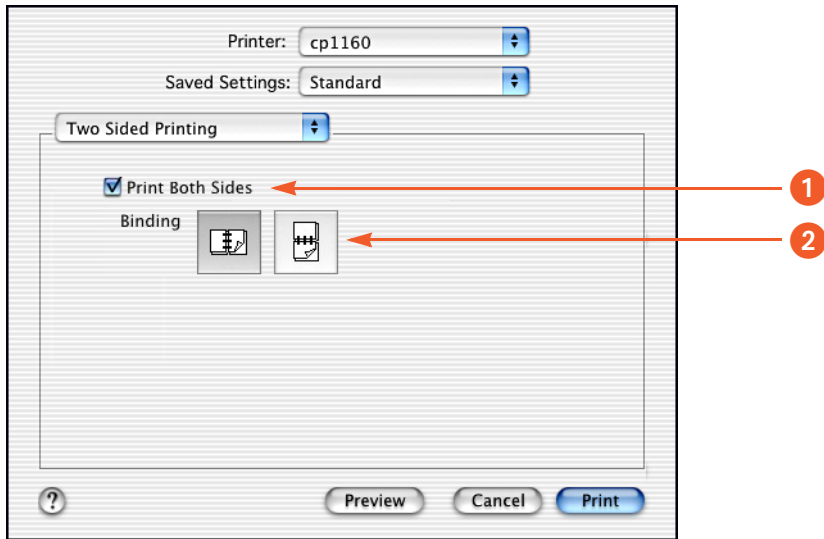 Printer: cp1160
Saved Settings: Standard
Two Sided Printing
Print Both Sides
1
Binding
2
?
Preview
Cancel
Print